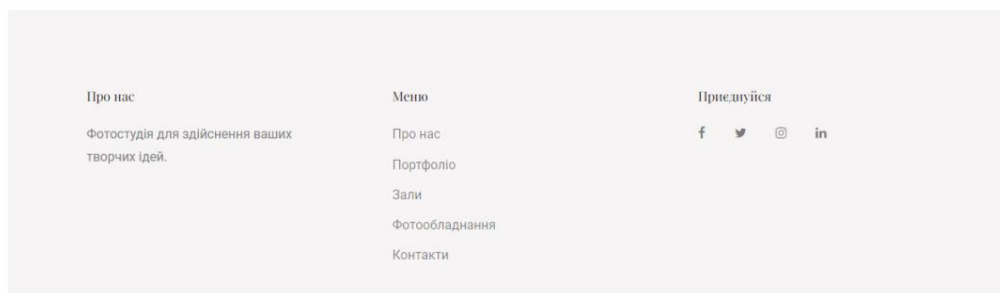 Про нас
Фотостудія для здійснення ваших
творчих ідей.
Меню
Про нас
Портфоліо
Зали
Фотообладнання
Контакти
Приєднуйся